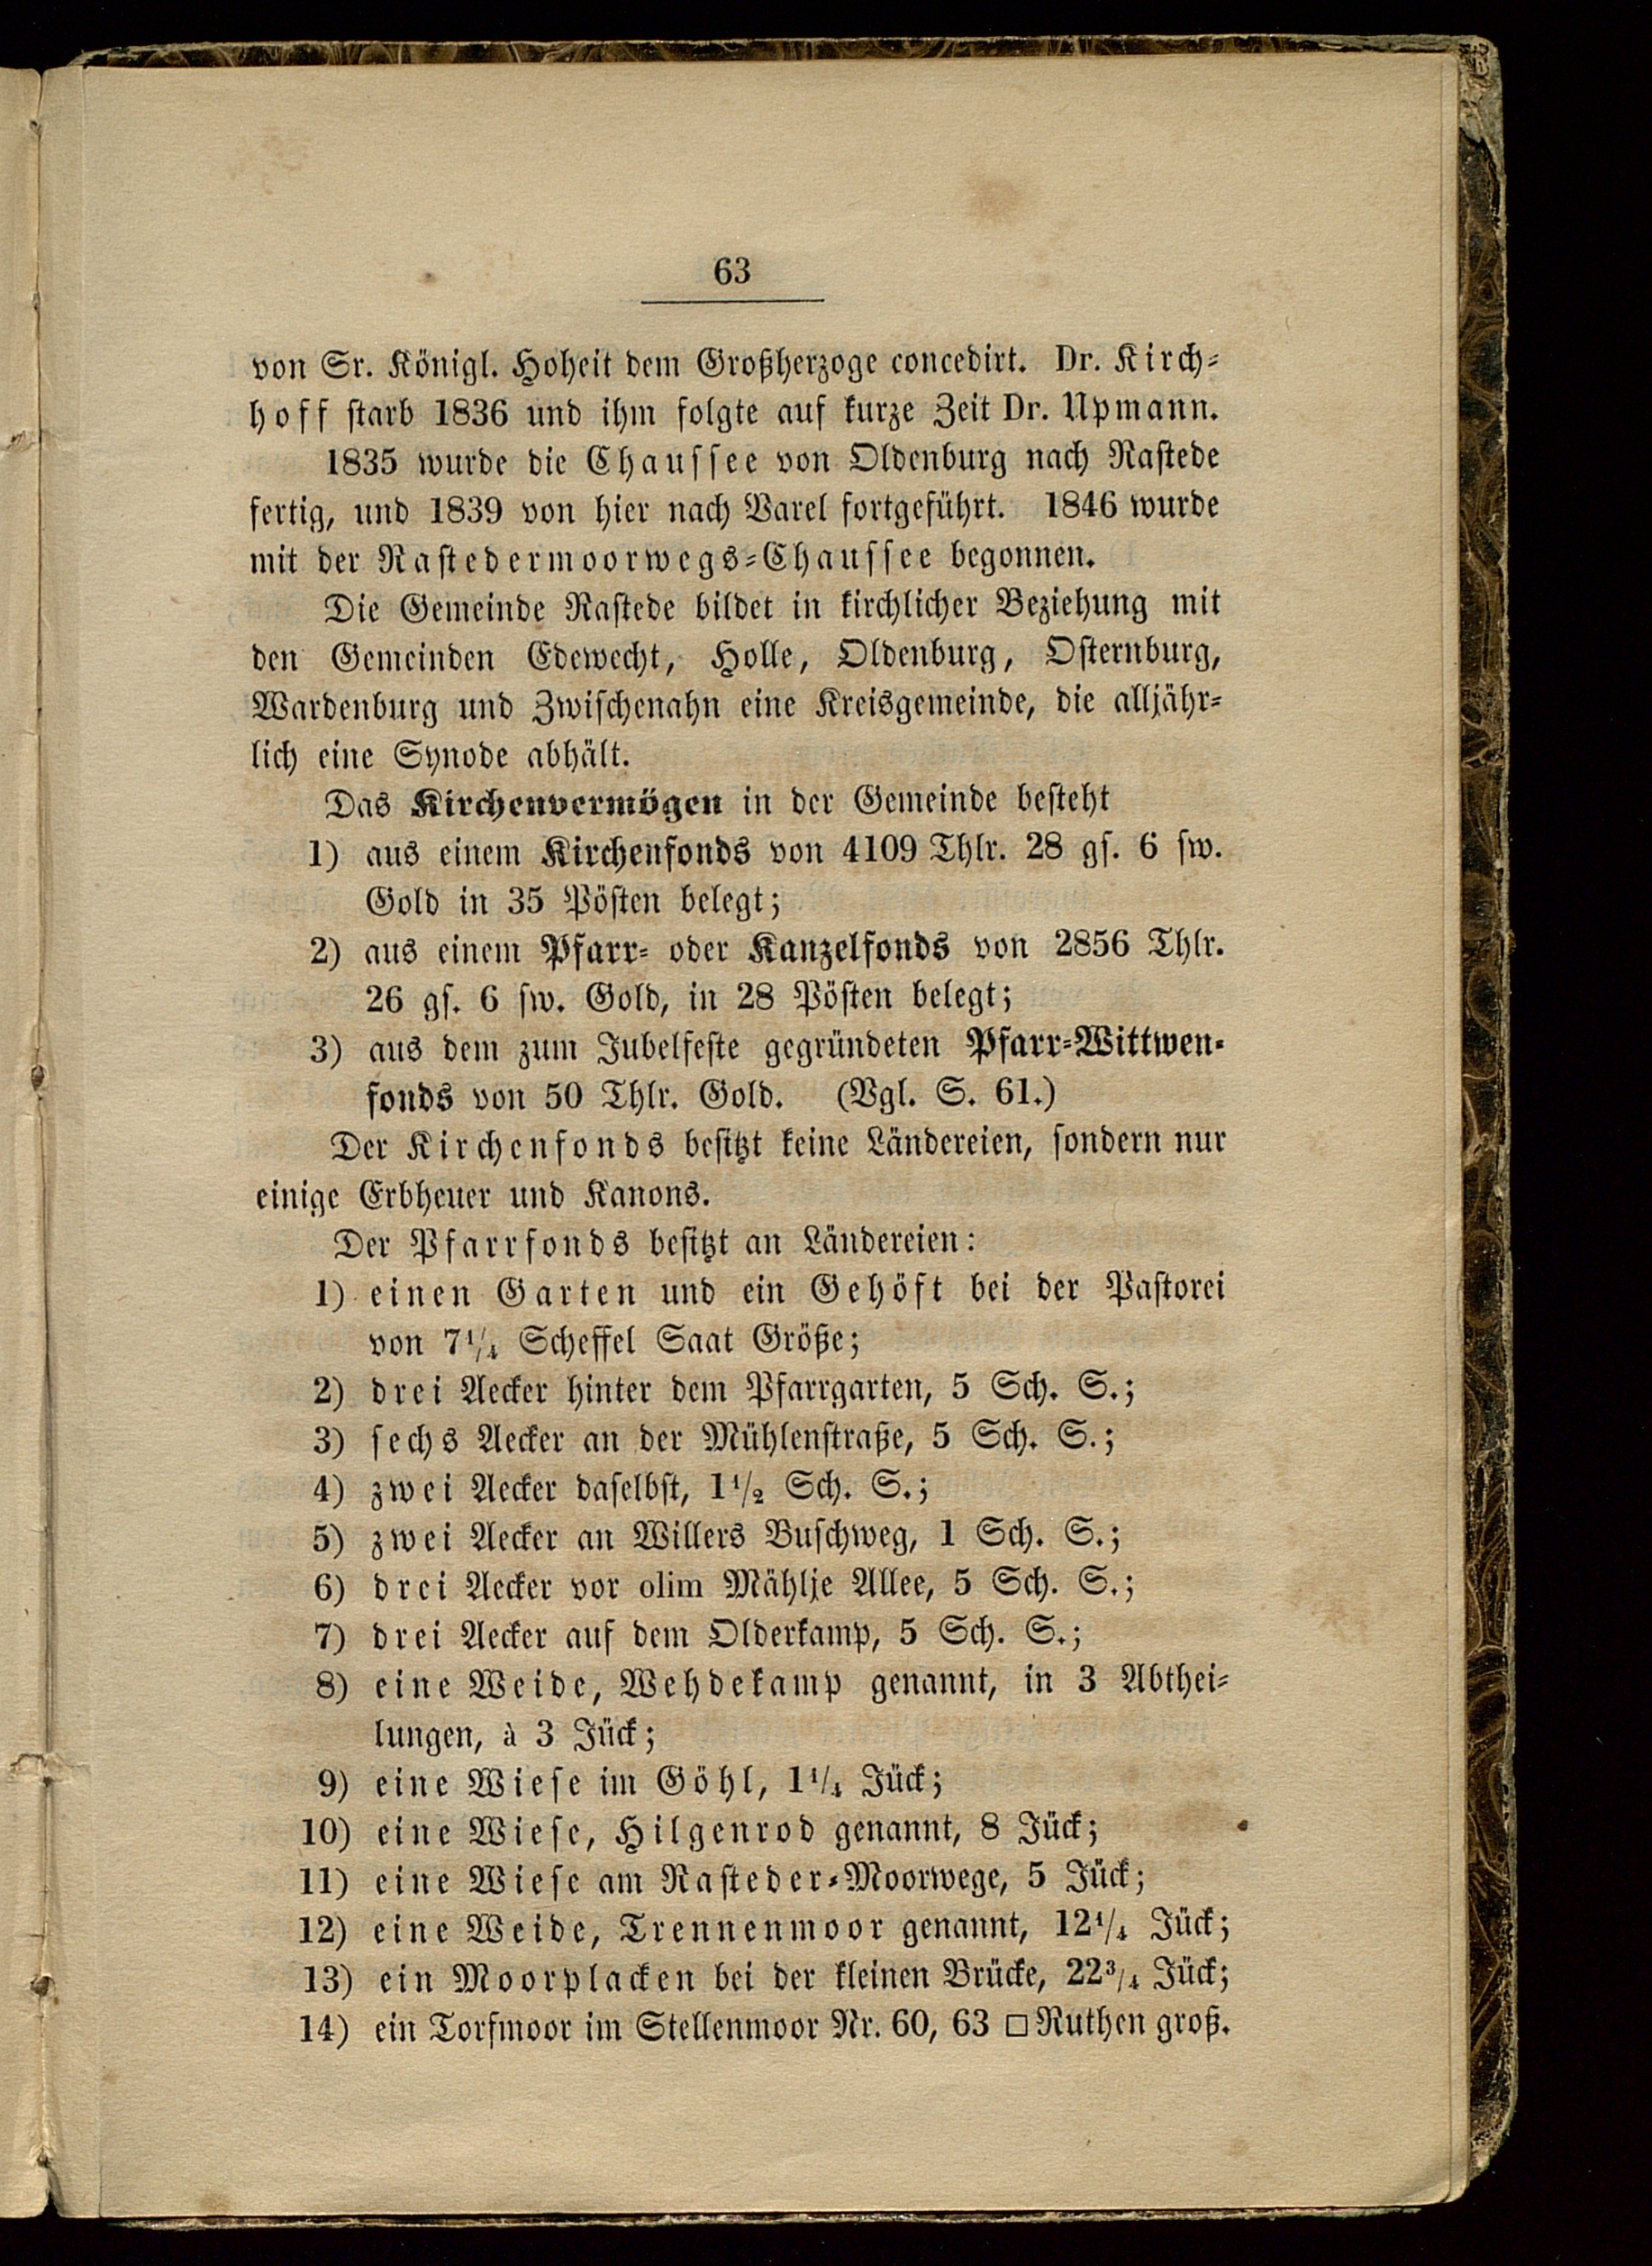 63
von Sr. Königl. Hoheit dem Großherzoge concedirt. Dr. Kirch-
hoff starb 1836 und ihm folgte auf kurze Zeit Dr. Upmann.
1835 wurde die Chaussee von Oldenburg nach Rastede
fertig, und 1839 von hier nach Varel fortgeführt. 1846 wurde
mit der Rastedermoorwegs-Chaussee begonnen.
Die Gemeinde Rastede bildet in kirchlicher Beziehung mit
den Gemeinden Edewecht, Holle, Oldenburg, Osternburg,
Wardenburg und Zwischenahn eine Kreisgemeinde, die alljähr-
lich eine Synode abhält.
Das Kirchenvermögen in der Gemeinde besteht
1) aus einem Kirchenfonds von 4109 Thlr. 28 gs. 6 sw.
Gold in 35 Pösten belegt;
2) aus einem Pfarr- oder Kanzelfonds von 2856 Thlr.
26 gs. 6 sw. Gold, in 28 Pösten belegt;
3) aus dem zum Jubelfeste gegründeten Pfarr-Wittwen-
fonds von 50 Thlr. Gold. (Vgl. S. 61.)
Der Kirchenfonds besitzt keine Ländereien, sondern nur
einige Erbheuer und Kanons.
Der Pfarrfonds besitzt an Ländereien:
1) einen Garten und ein Gehöft bei der Pastorei
von 7¼ Scheffel Saat Größe;
2) drei Aecker hinter dem Pfarrgarten, 5 Sch. S.;
3) sechs Aecker an der Mühlenstraße, 5 Sch. S.;
4) zwei Aecker daselbst, 1½ Sch. S.;
5) zwei Aecker an Willers Buschweg, 1 Sch. S.;
6) drei Aecker vor olim Mählje Allee, 5 Sch. S.;
7) drei Aecker auf dem Olderkamp, 5 Sch. S.;
8) eine Weide, Wehdekamp genannt, in 3 Abthei-
lungen, à 3 Jück;
9) eine Wiese im Göhl, 1¼ Jück;
10) eine Wiese, Hilgenrod genannt, 8 Jück;
11) eine Wiese am Rasteder-Moorwege, 5 Jück;
12) eine Weide, Trennenmoor genannt, 12¼ Jück;
13) ein Moorplacken bei der kleinen Brücke, 22¾ Jück;
14) ein Torfmoor im Stellenmoor Nr. 60, 63 □Ruthen groß.